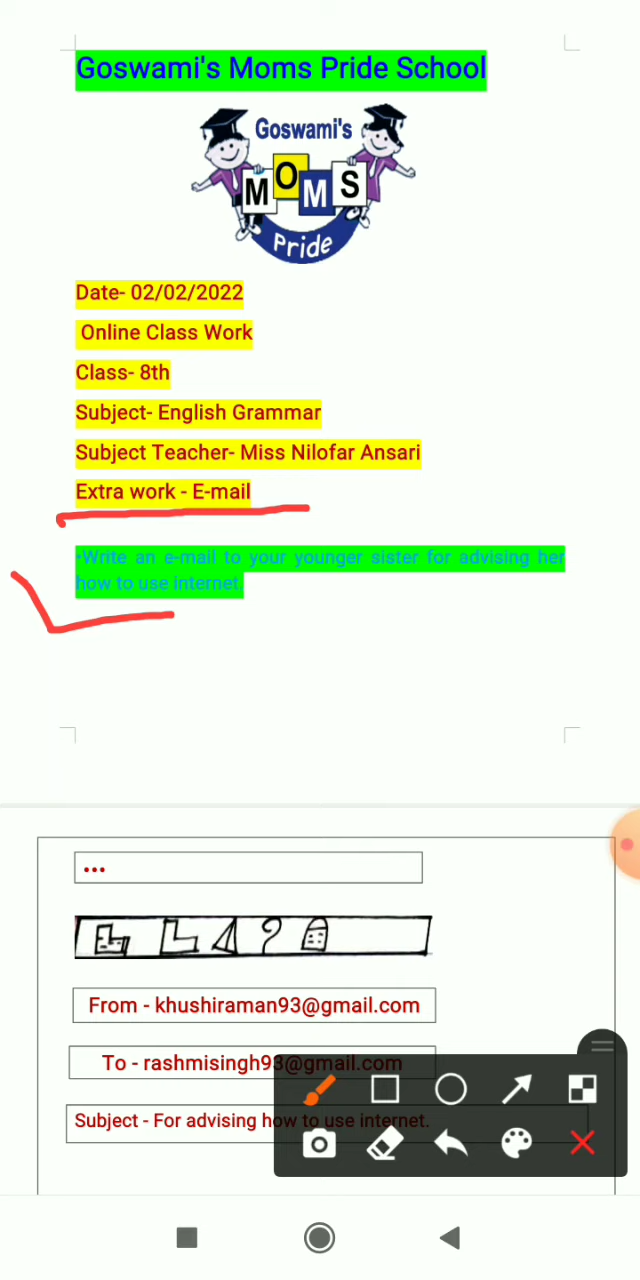 Goswami's Moms Pride School
Goswami's
MOMS
Pride
Date- 02/02/2022
Online Class Work
Class- 8th
Subject- English Grammar
Subject Teacher- Miss Nilofar Ansari
Extra work - E-mail
•Write an e-mail to your younger sister for advising her
how to use internet.
...
From - khushiraman93@gmail.com
To - rashmisingh93@gmail.com
Subject - For advising how to use internet.